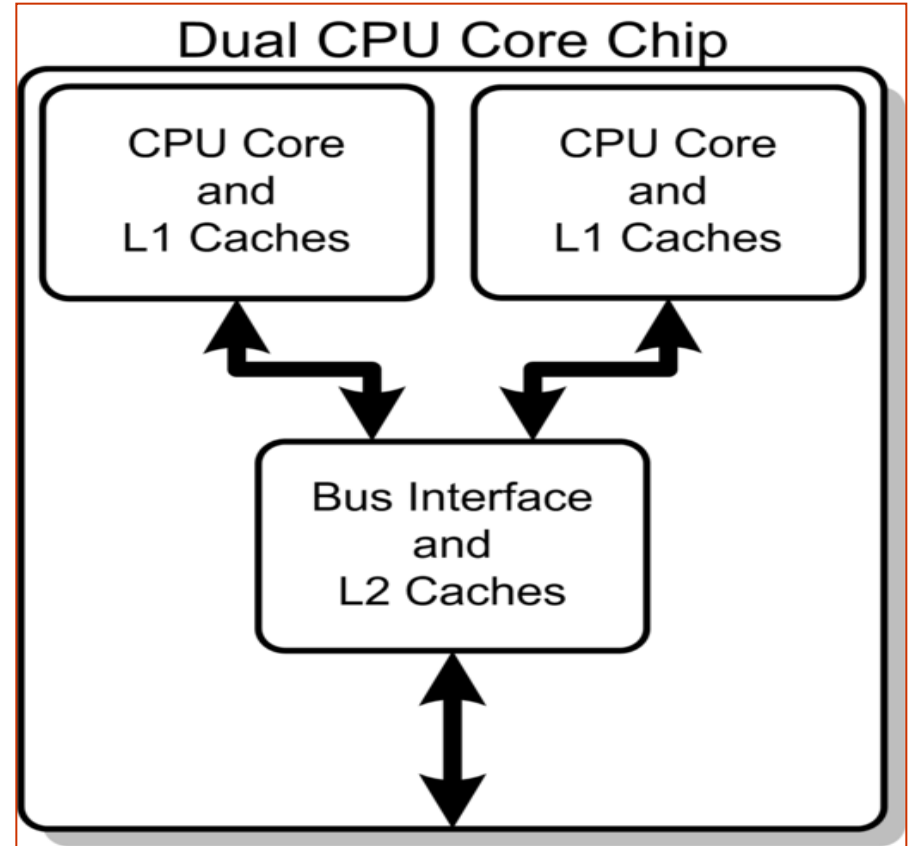 Dual CPU Core Chip
CPU Core
and
L1 Caches
CPU Core
and
L1 Caches
Bus Interface
and
L2 Caches